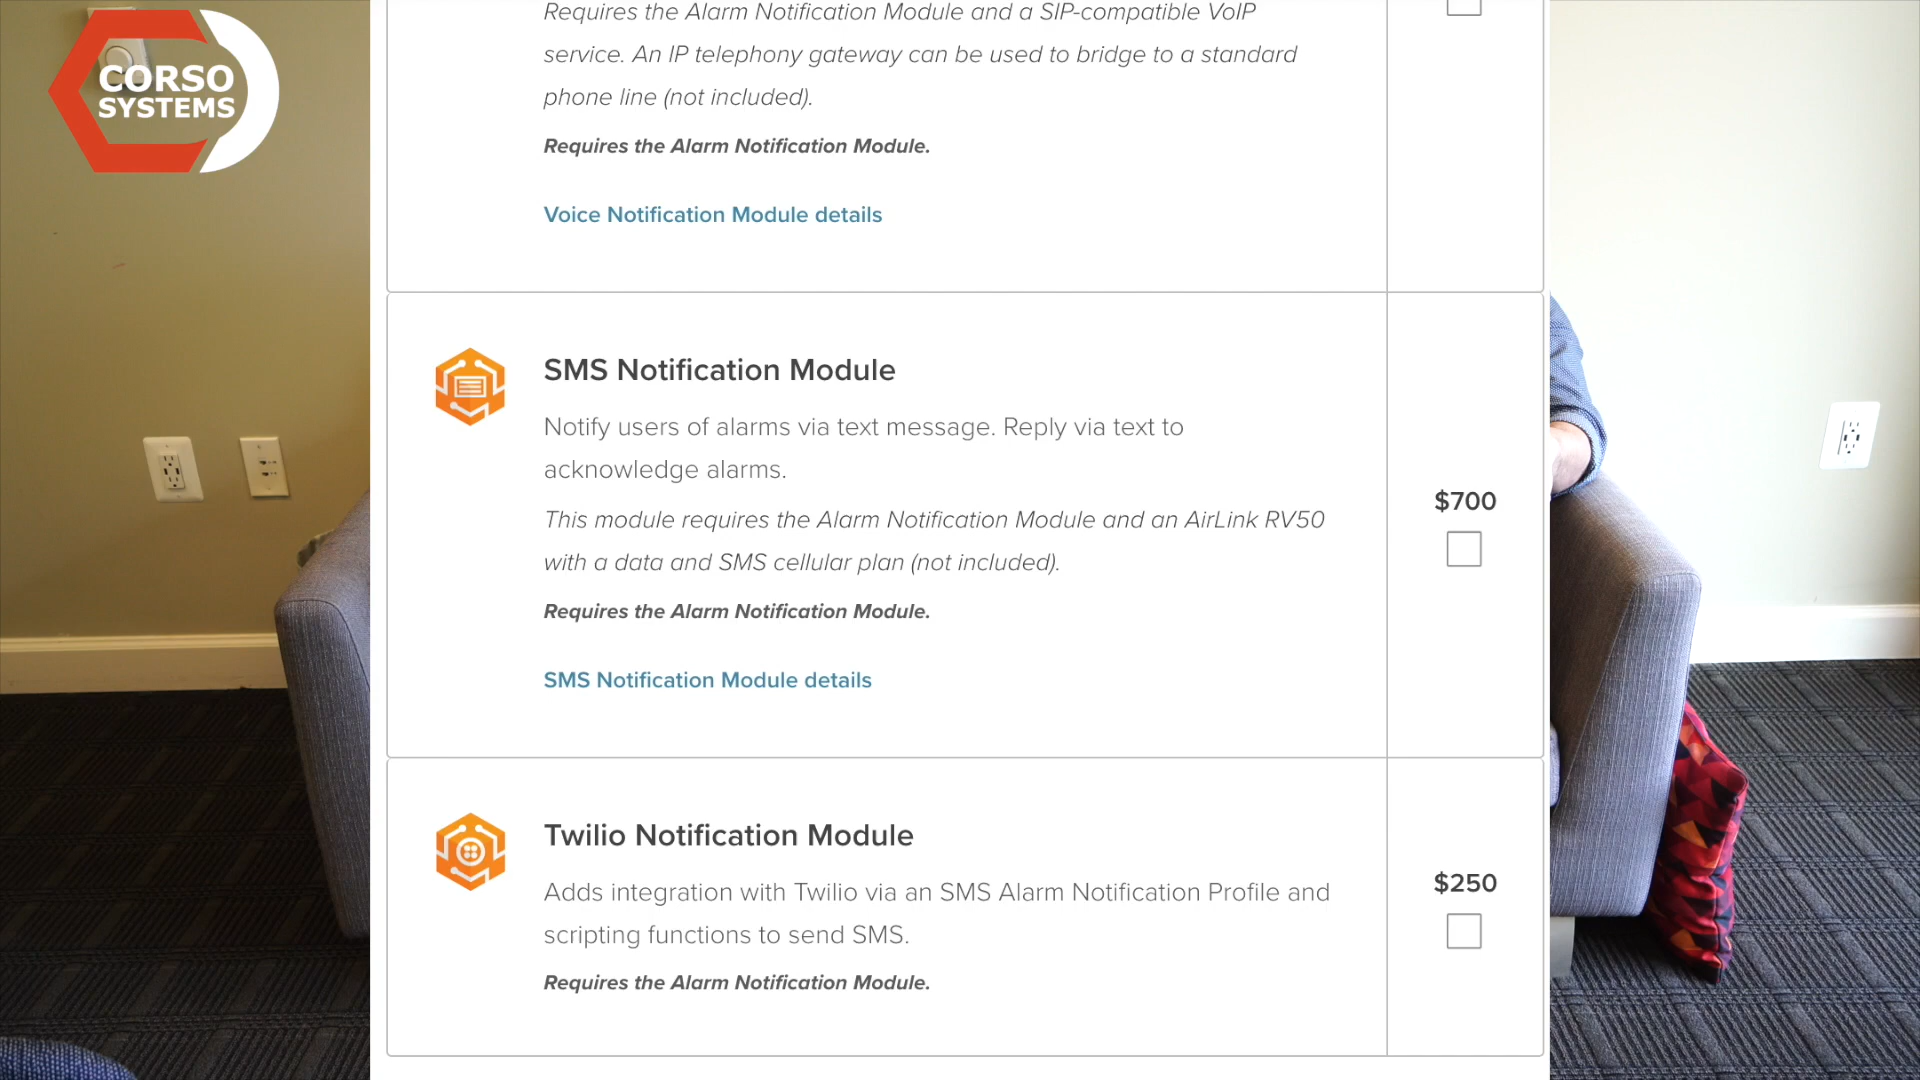 CORSO
SYSTEMS
Requires the Alarm Notification Module and a SIP-compatible VoIP
service. An IP telephony gateway can be used to bridge to a standard
phone line (not included).
Requires the Alarm Notification Module.
Voice Notification Module details
SMS Notification Module
Notify users of alarms via text message. Reply via text to
acknowledge alarms.
This module requires the Alarm Notification Module and an AirLink RV50
with a data and SMS cellular plan (not included).
Requires the Alarm Notification Module.
SMS Notification Module details
$700
Twilio Notification Module
Adds integration with Twilio via an SMS Alarm Notification Profile and
scripting functions to send SMS.
Requires the Alarm Notification Module.
$250